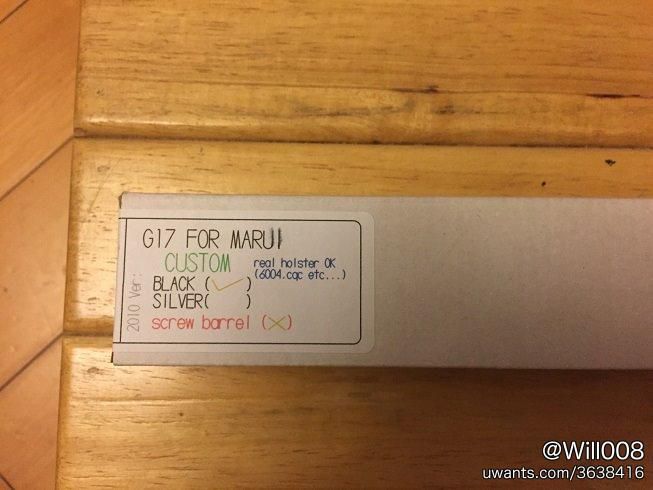 G17 FOR MARUI
CUSTOM
real holster OK
(6004.cqc etc...)
BLACK (✓)
SILVER( )
screw barrel (×)
2010 Ver:
@Will008
uwants.com/3638416